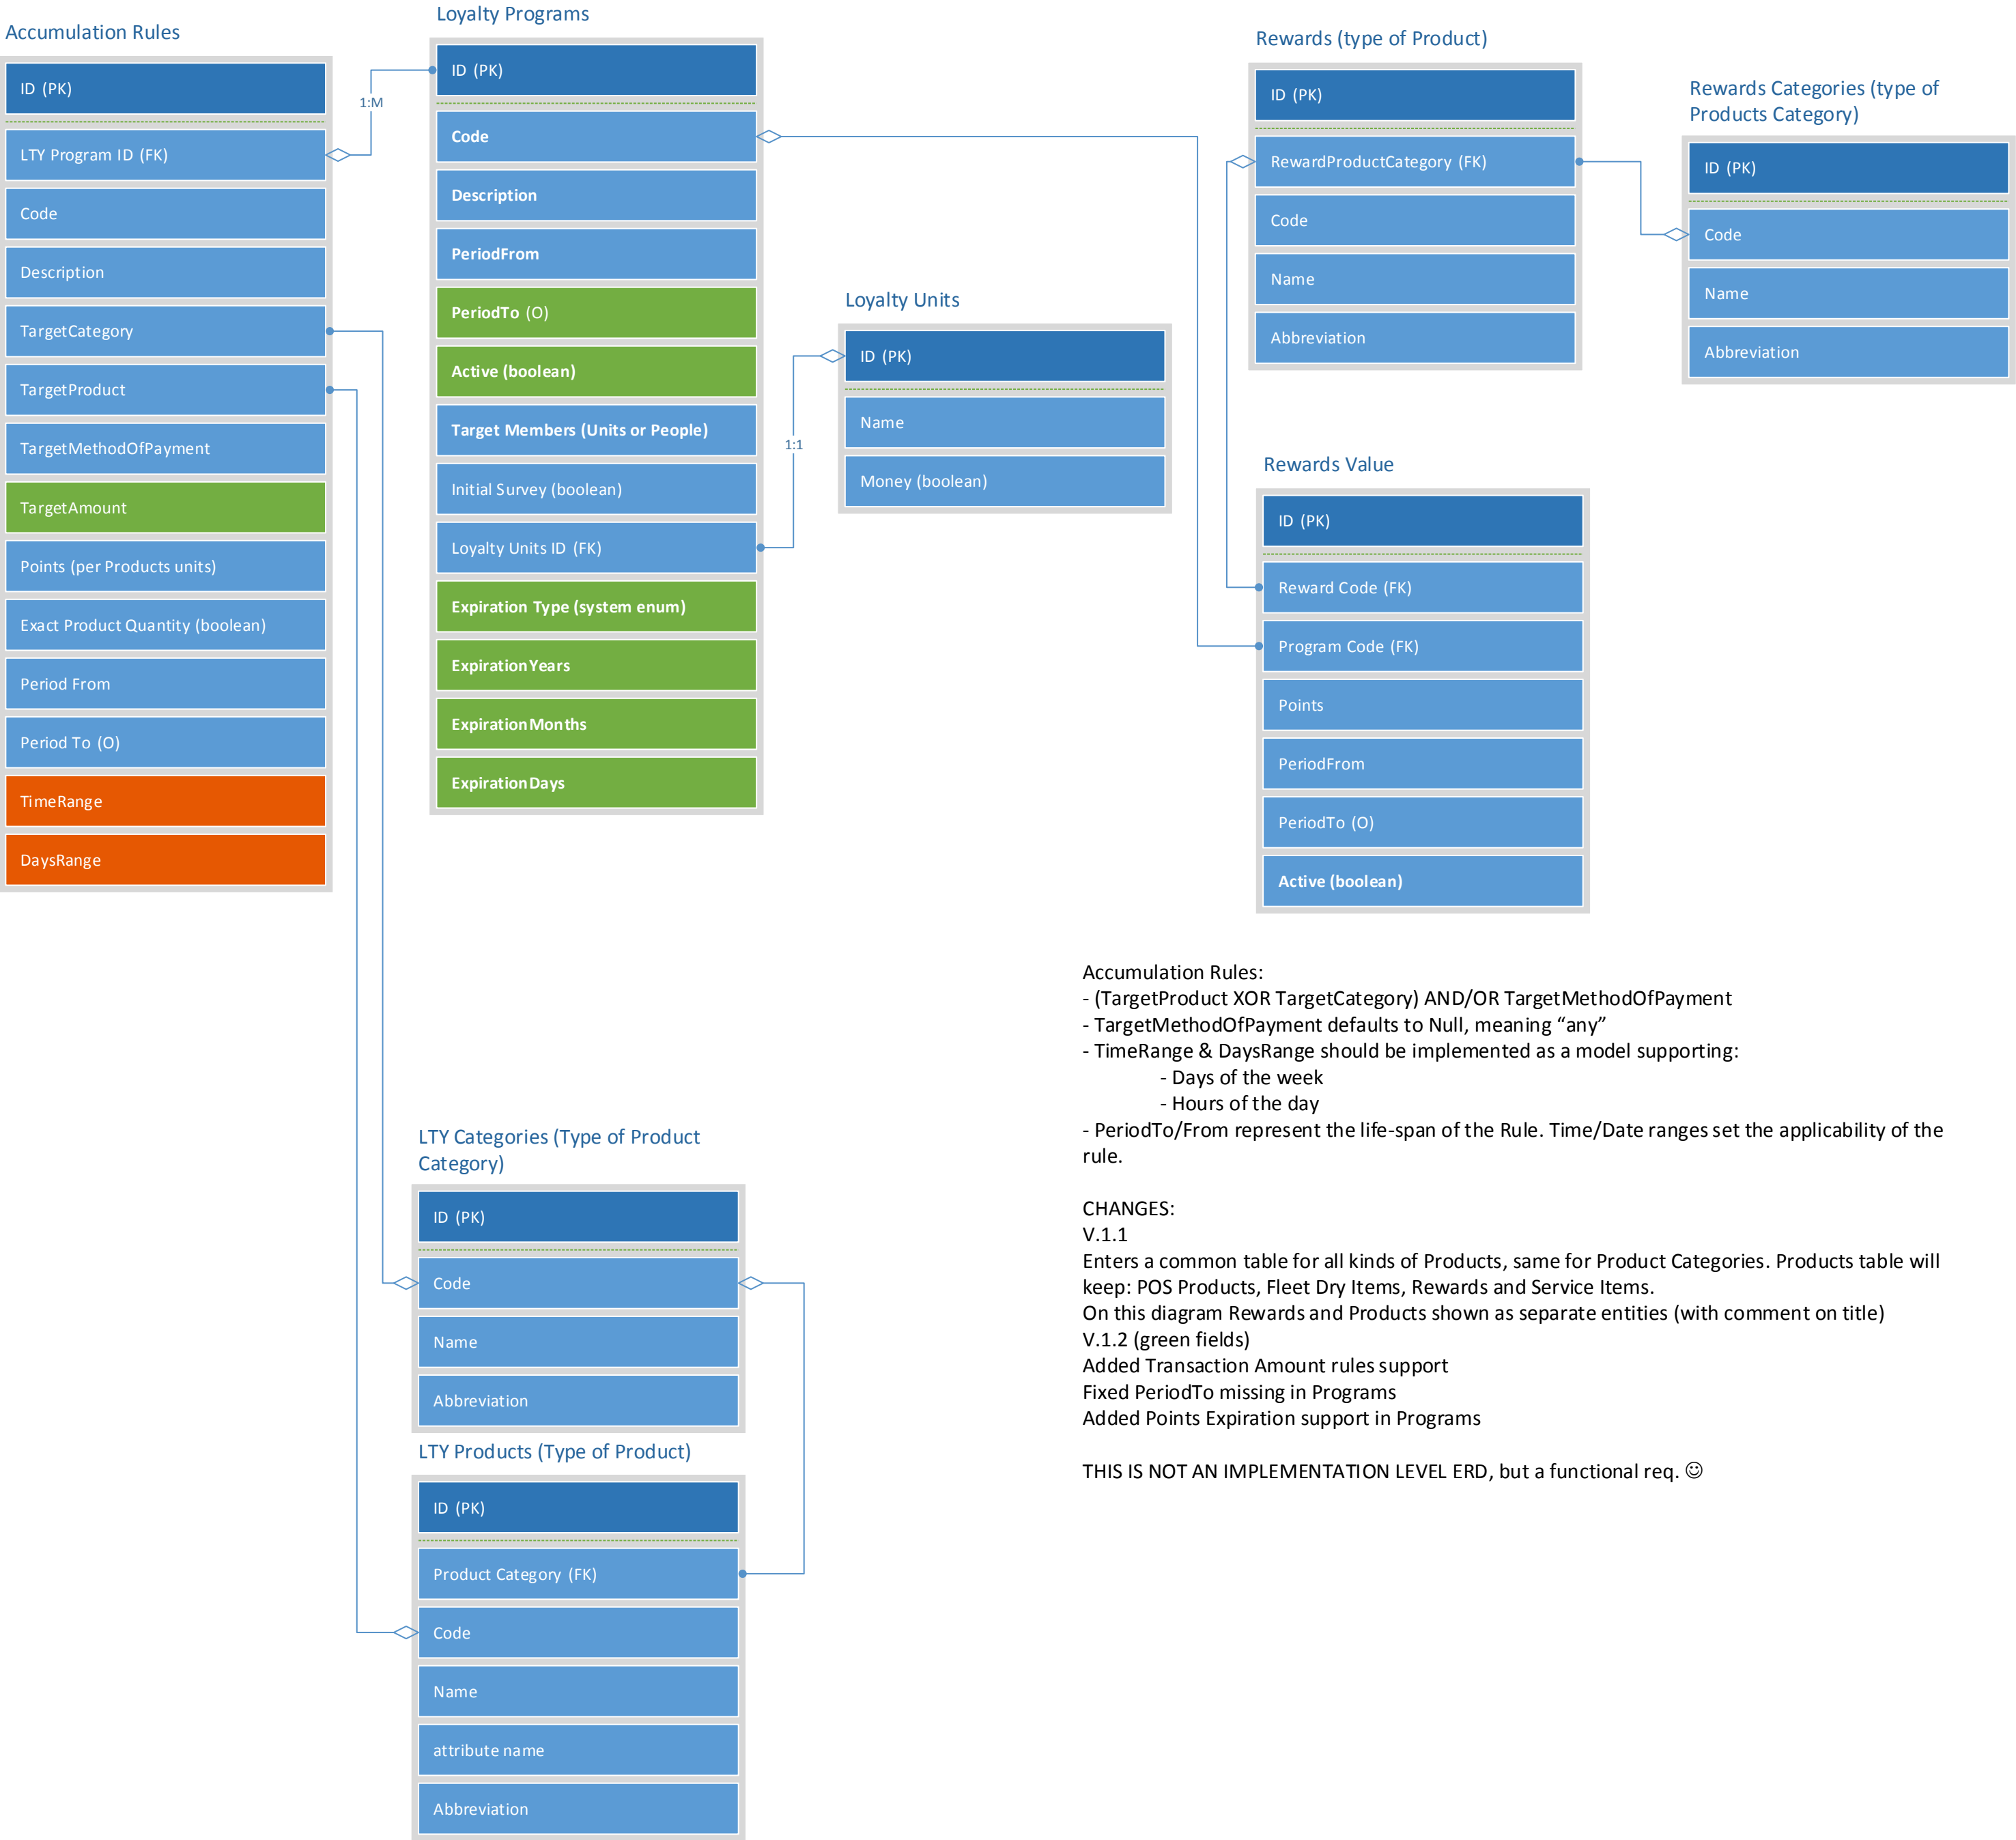 Accumulation Rules
ID (PK)
LTY Program ID (FK)
Code
Description
TargetCategory
TargetProduct
TargetMethodOfPayment
TargetAmount
Points (per Products units)
Exact Product Quantity (boolean)
Period From
Period To (O)
TimeRange
DaysRange
1:M
Loyalty Programs
ID (PK)
Code
Description
PeriodFrom
PeriodTo (O)
Active (boolean)
Target Members (Units or People)
Initial Survey (boolean)
Loyalty Units ID (FK)
Expiration Type (system enum)
ExpirationYears
ExpirationMonths
ExpirationDays
1:1
Loyalty Units
ID (PK)
Name
Money (boolean)
Rewards (type of Product)
ID (PK)
RewardProductCategory (FK)
Code
Name
Abbreviation
Rewards Categories (type of
Products Category)
ID (PK)
Code
Name
Abbreviation
Rewards Value
ID (PK)
Reward Code (FK)
Program Code (FK)
Points
PeriodFrom
PeriodTo (O)
Active (boolean)
Accumulation Rules:
- (TargetProduct XOR TargetCategory) AND/OR TargetMethodOfPayment
- TargetMethodOfPayment defaults to Null, meaning “any”
- TimeRange & DaysRange should be implemented as a model supporting:
- Days of the week
- Hours of the day
- PeriodTo/From represent the life-span of the Rule. Time/Date ranges set the applicability of the
rule.
CHANGES:
V.1.1
Enters a common table for all kinds of Products, same for Product Categories. Products table will
keep: POS Products, Fleet Dry Items, Rewards and Service Items.
On this diagram Rewards and Products shown as separate entities (with comment on title)
V.1.2 (green fields)
Added Transaction Amount rules support
Fixed PeriodTo missing in Programs
Added Points Expiration support in Programs
THIS IS NOT AN IMPLEMENTATION LEVEL ERD, but a functional req. ☺
LTY Categories (Type of Product
Category)
ID (PK)
Code
Name
Abbreviation
LTY Products (Type of Product)
ID (PK)
Product Category (FK)
Code
Name
attribute name
Abbreviation